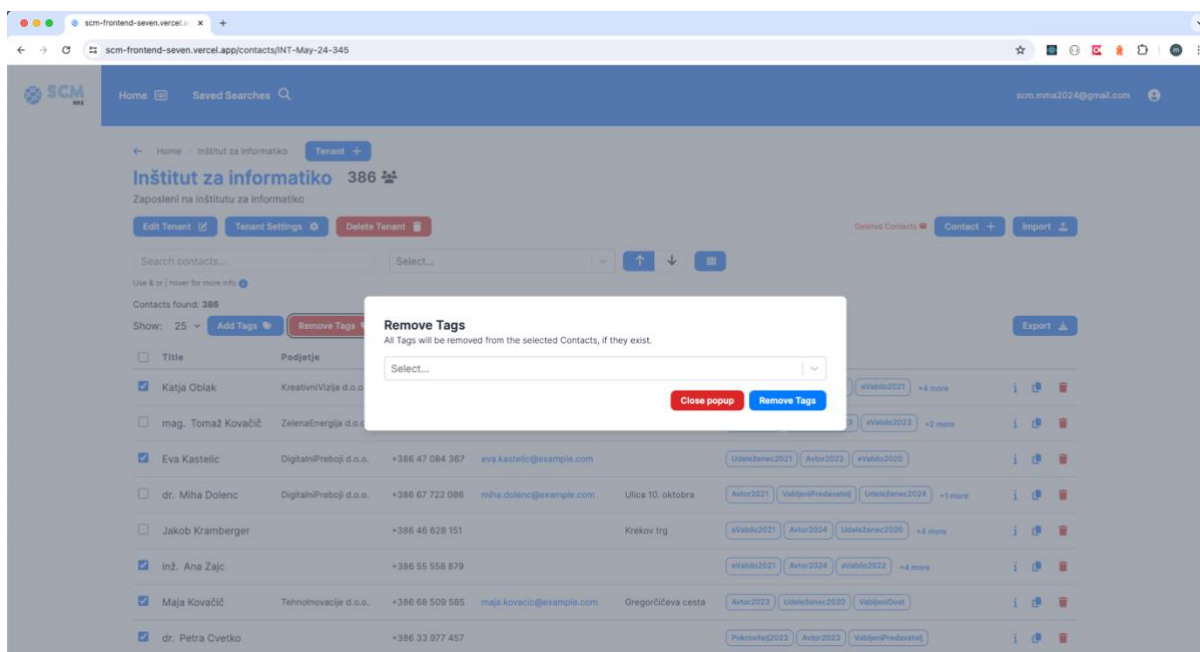 scm-frontend-seven.vercel.a
scm-frontend-seven.vercel.app/contacts/INT-May-24-345
SCM
MMA
Home
Saved Searches
scm.mma2024@gmail.com
Home
Inštitut za informatiko
Tenant +
Inštitut za informatiko 386
Zaposleni na Inštitutu za informatiko
Edit Tenant
Tenant Settings
Delete Tenant
Deleted Contacts
Contact +
Import
Search contacts...
Select...
Use & or | hover for more info
Contacts found: 386
Show: 25
Add Tags
Remove Tags
Export
Remove Tags
All Tags will be removed from the selected Contacts, if they exist.
Select...
Close popup
Remove Tags
Title Podjetje
Katja Oblak KreativniVizija d.o.o eVabilo2021 +4 more
mag. Tomaž Kovačič ZelenaEnergija d.o.o eVabilo2023 +2 more
Eva Kastelic DigitalniPreboji d.o.o. +386 47 084 367 eva.kastelic@example.com Udeleženec2021 Avtor2022 eVabilo2020
dr. Miha Dolenc DigitalniPreboji d.o.o. +386 67 722 086 miha.dolenc@example.com Ulica 10. oktobra Avtor2021 VabljeniPredavatelj Udeleženec2024 +1 more
Jakob Kramberger +386 46 628 151 Krekov trg eVabilo2021 Avtor2024 Udeleženec2020 +4 more
inž. Ana Zajc +386 55 558 879 eVabilo2021 Avtor2024 eVabilo2022 +4 more
Maja Kovačič TehnoInovacije d.o.o. +386 68 509 585 maja.kovacic@example.com Gregorčičeva cesta Avtor2023 Udeleženec2020 VabljeniGost
dr. Petra Cvetko +386 33 977 457 Pokrovitelj2023 Avtor2023 VabljeniPredavatelj